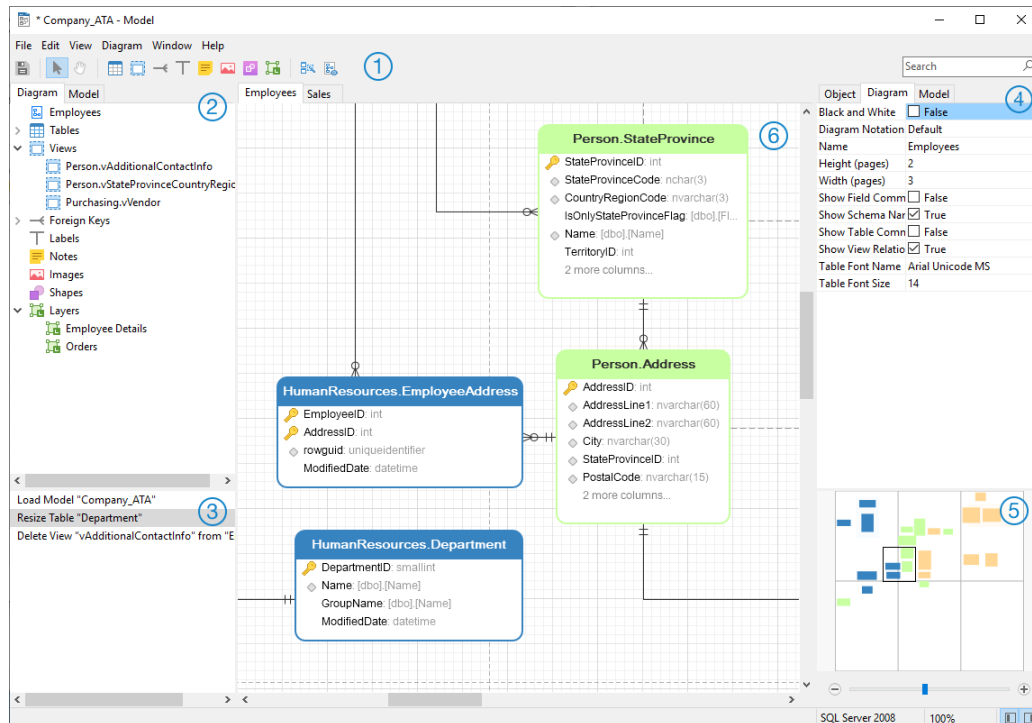 * Company_ATA - Model
File Edit View Diagram Window Help
1
Search
Diagram Model
2
Employees
Tables
Views
Person.vAdditionalContactInfo
Person.vStateProvinceCountryRegic
Purchasing.vVendor
Foreign Keys
Labels
Notes
Images
Shapes
Layers
Employee Details
Orders
Load Model "Company_ATA"
3
Resize Table "Department"
Delete View "vAdditionalContactInfo" from "E
Employees Sales
6
Person.StateProvince
StateProvinceID: int
StateProvinceCode: nchar(3)
CountryRegionCode: nvarchar(3)
IsOnlyStateProvinceFlag: [dbo].[Fl...
Name: [dbo].[Name]
TerritoryID: int
2 more columns...
Person.Address
AddressID: int
AddressLine1: nvarchar(60)
AddressLine2: nvarchar(60)
City: nvarchar(30)
StateProvinceID: int
PostalCode: nvarchar(15)
2 more columns...
HumanResources.EmployeeAddress
EmployeeID: int
AddressID: int
rowguid: uniqueidentifier
ModifiedDate: datetime
HumanResources.Department
DepartmentID: smallint
Name: [dbo].[Name]
GroupName: [dbo].[Name]
ModifiedDate: datetime
Object Diagram Model
4
Black and White False
Diagram Notation Default
Name Employees
Height (pages) 2
Width (pages) 3
Show Field Comm False
Show Schema Nar True
Show Table Comn False
Show View Relatio True
Table Font Name Arial Unicode MS
Table Font Size 14
5
SQL Server 2008 100%